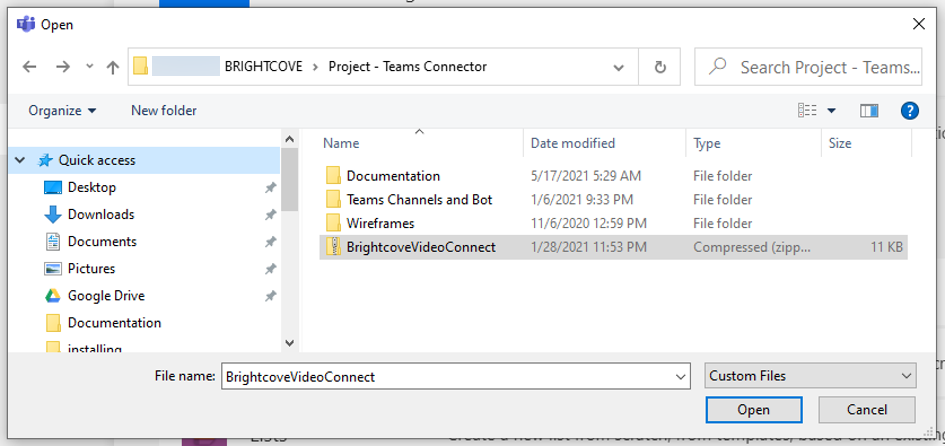 Open
BRIGHTCOVE > Project - Teams Connector
Search Project - Teams...
Organize
New folder
Name Date modified Type Size
Quick access
Desktop
Downloads
Documents
Pictures
Google Drive
Documentation
installing
Documentation 5/17/2021 5:29 AM File folder
Teams Channels and Bot 1/6/2021 9:33 PM File folder
Wireframes 11/6/2020 12:59 PM File folder
BrightcoveVideoConnect 1/28/2021 11:53 PM Compressed (zipp... 11 KB
File name: BrightcoveVideoConnect
Custom Files
Open Cancel